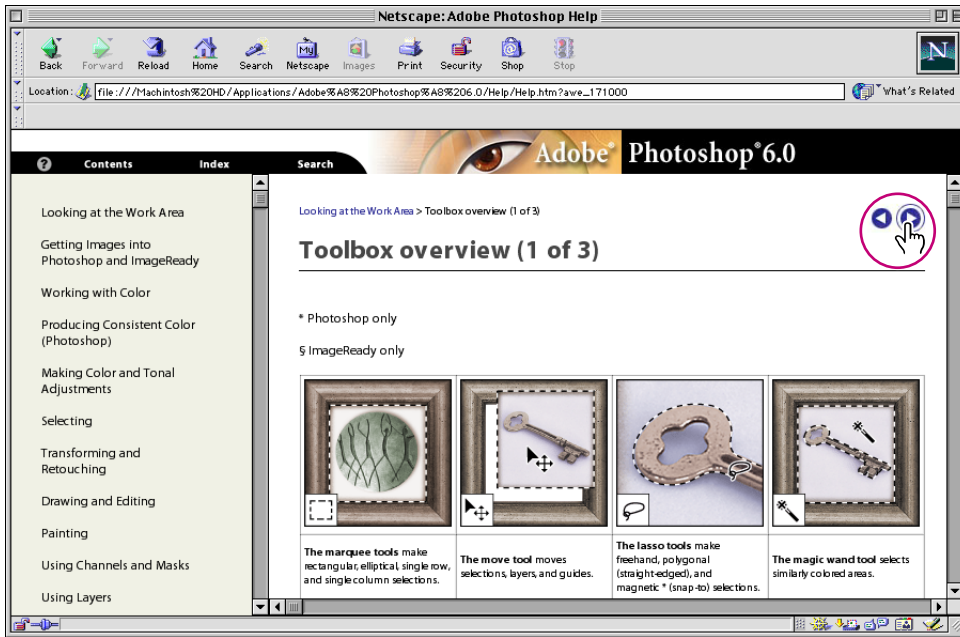 Netscape: Adobe Photoshop Help
Back Forward Reload Home Search Netscape Images Print Security Shop Stop
My
N
Location: file:///Machintosh%20HD/Applications/Adobe%A8%20Photoshop%A8%206.0/Help/Help.htm?awe_171000
What's Related
? Contents Index Search
Adobe® Photoshop® 6.0
Looking at the Work Area
Getting Images into
Photoshop and ImageReady
Working with Color
Producing Consistent Color
(Photoshop)
Making Color and Tonal
Adjustments
Selecting
Transforming and
Retouching
Drawing and Editing
Painting
Using Channels and Masks
Using Layers
Looking at the Work Area > Toolbox overview (1 of 3)
Toolbox overview (1 of 3)
* Photoshop only
§ ImageReady only
The marquee tools make
rectangular, elliptical, single row,
and single column selections.
The move tool moves
selections, layers, and guides.
The lasso tools make
freehand, polygonal
(straight-edged), and
magnetic * (snap-to) selections.
The magic wand tool selects
similarly colored areas.